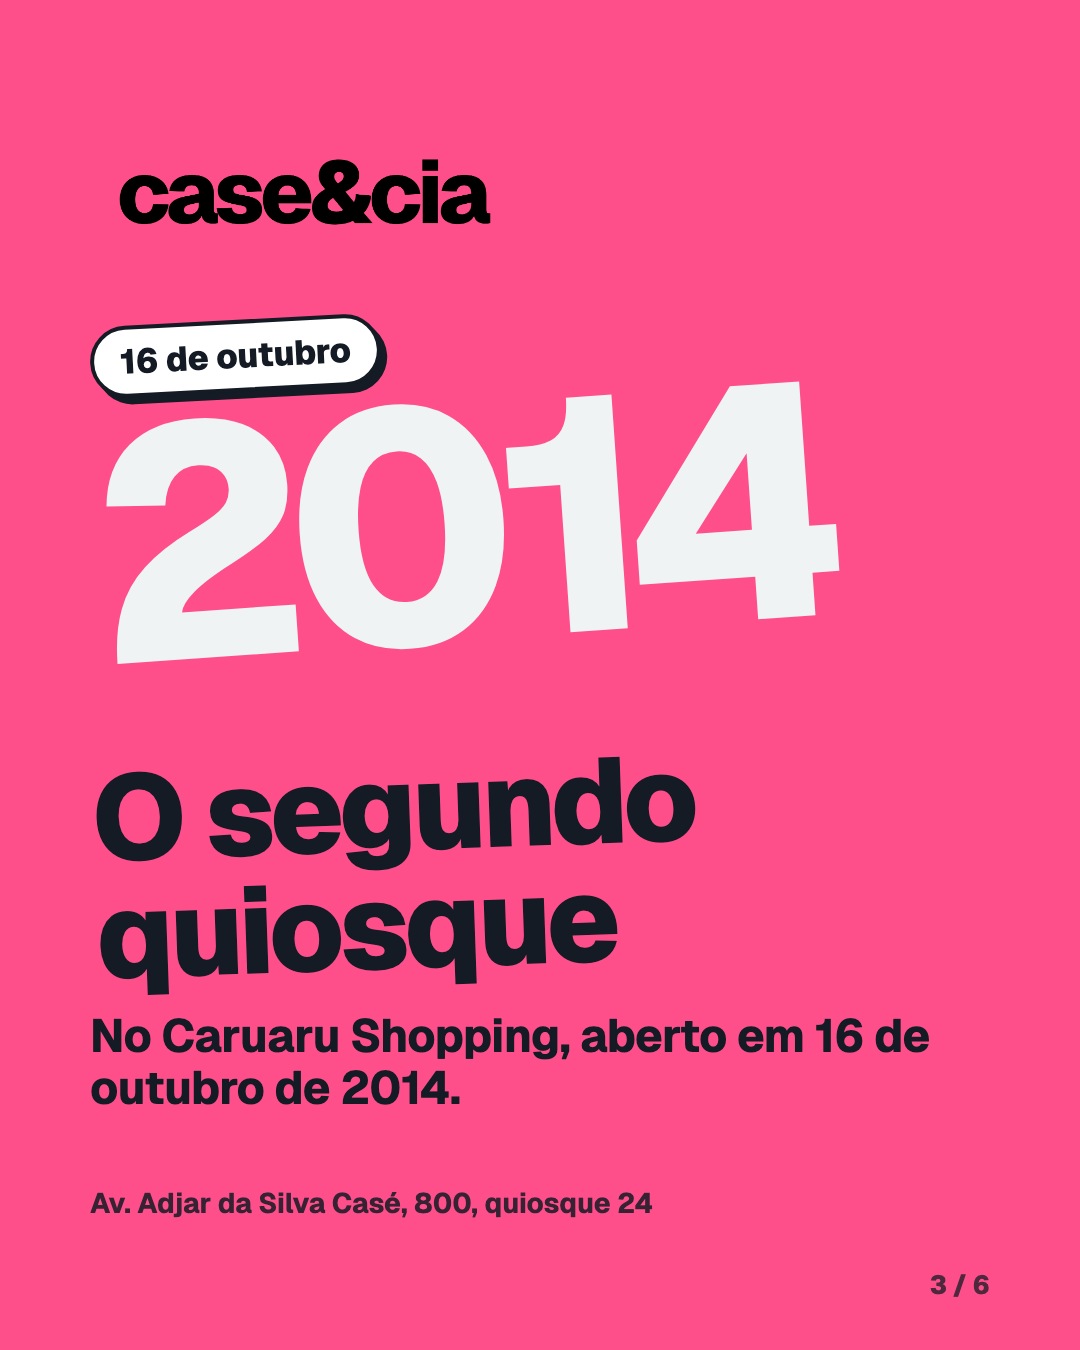 case&cia
16 de outubro
2014
O segundo
quiosque
No Caruaru Shopping, aberto em 16 de
outubro de 2014.
Av. Adjar da Silva Casé, 800, quiosque 24
3 / 6